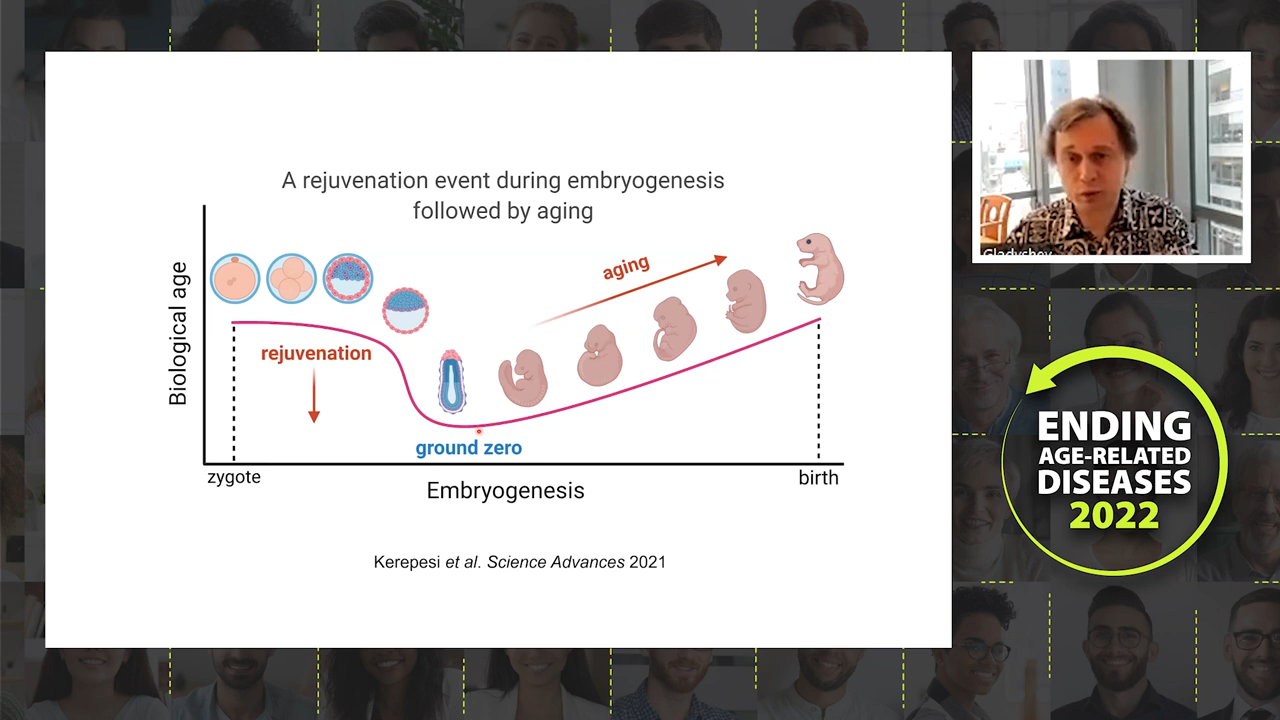 A rejuvenation event during embryogenesis
followed by aging
Biological age
rejuvenation
aging
ground zero
zygote
birth
Embryogenesis
Kerepesi et al. Science Advances 2021
Gladyshev
ENDING
AGE-RELATED
DISEASES
2022